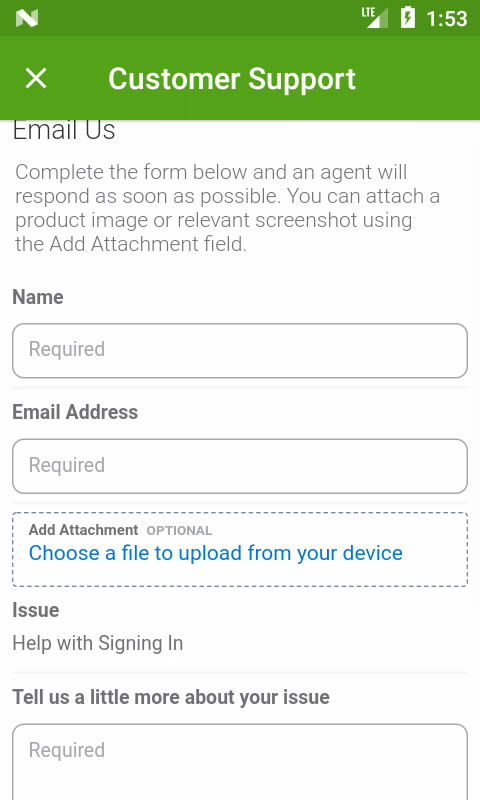 LTE 1:53
Customer Support
Email Us
Complete the form below and an agent will
respond as soon as possible. You can attach a
product image or relevant screenshot using
the Add Attachment field.
Name
Required
Email Address
Required
Add Attachment OPTIONAL
Choose a file to upload from your device
Issue
Help with Signing In
Tell us a little more about your issue
Required